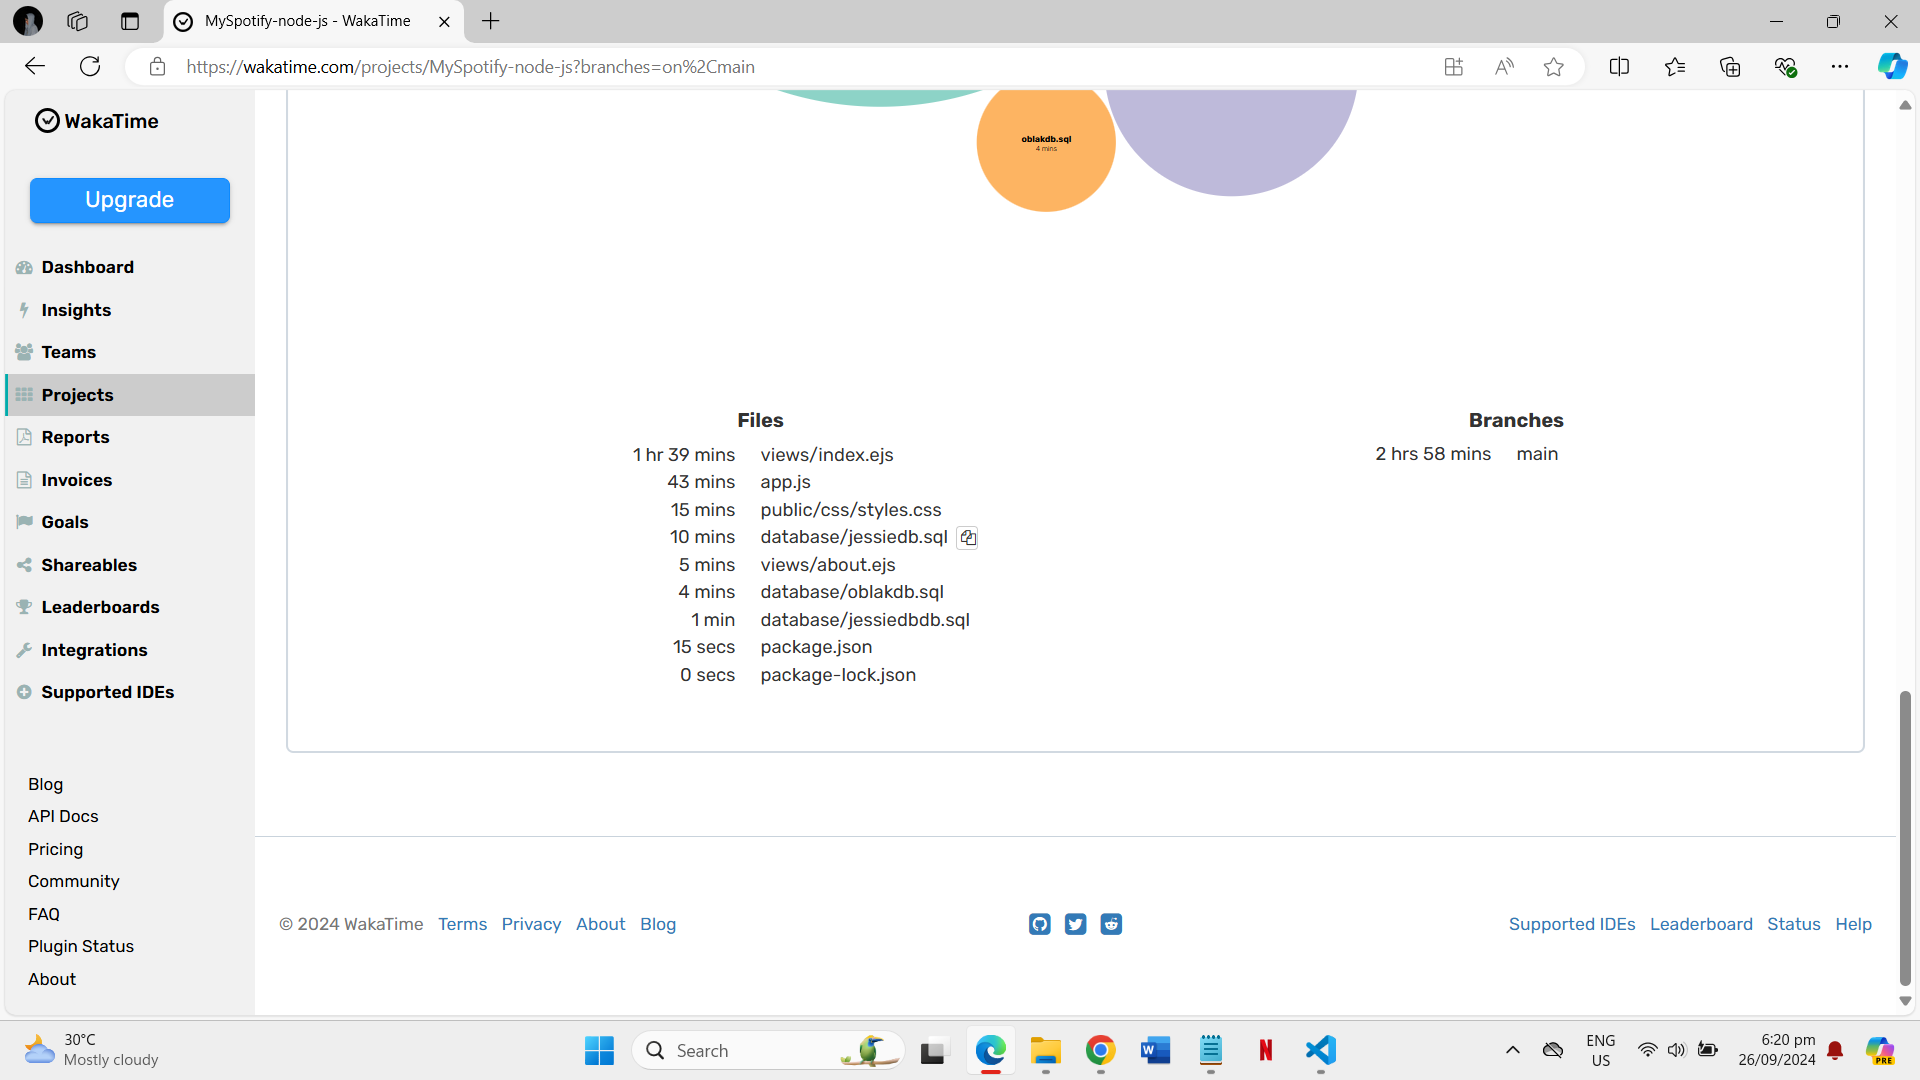 MySpotify-node-js - WakaTime
https://wakatime.com/projects/MySpotify-node-js?branches=on%2Cmain
WakaTime
Upgrade
Dashboard
Insights
Teams
Projects
Reports
Invoices
Goals
Shareables
Leaderboards
Integrations
Supported IDEs
Blog
API Docs
Pricing
Community
FAQ
Plugin Status
About
oblakdb.sql
4 mins
Files
1 hr 39 mins views/index.ejs
43 mins app.js
15 mins public/css/styles.css
10 mins database/jessiedb.sql
5 mins views/about.ejs
4 mins database/oblakdb.sql
1 min database/jessiedbdb.sql
15 secs package.json
0 secs package-lock.json
Branches
2 hrs 58 mins main
© 2024 WakaTime Terms Privacy About Blog
Supported IDEs Leaderboard Status Help
30°C
Mostly cloudy
Search
ENG
US
6:20 pm
26/09/2024
PRE